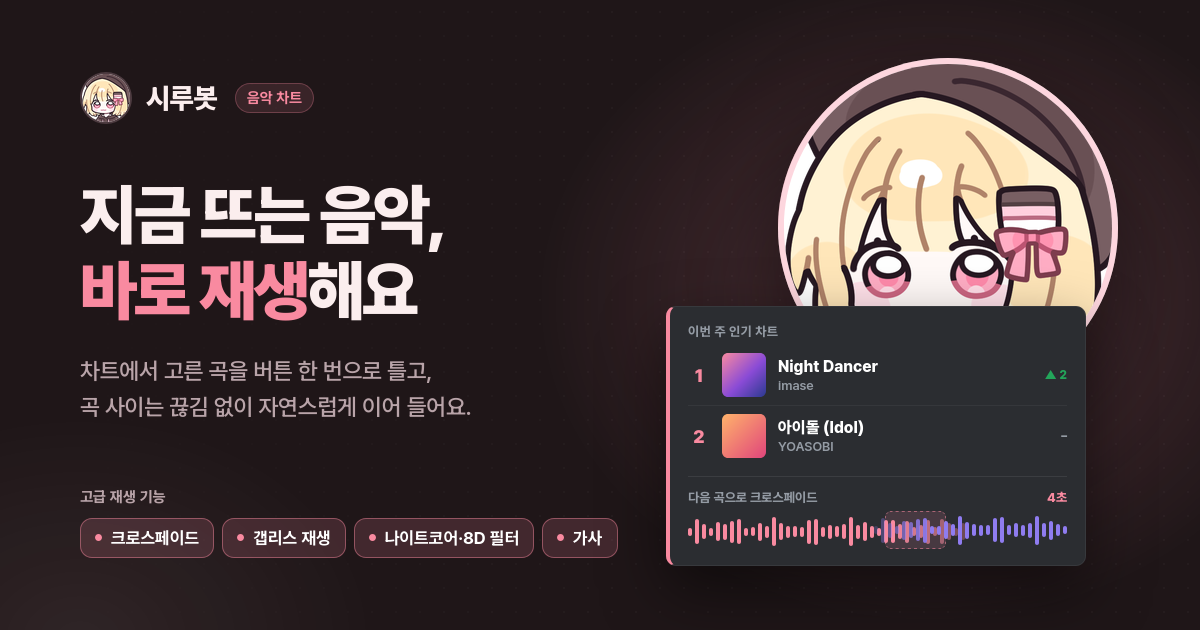 시루봇
음악 차트
지금 뜨는 음악,
바로 재생해요
차트에서 고른 곡을 버튼 한 번으로 틀고,
곡 사이는 끊김 없이 자연스럽게 이어 들어요.
고급 재생 기능
크로스페이드
갭리스 재생
나이트코어·8D 필터
가사
이번 주 인기 차트
1
Night Dancer
imase
▲ 2
2
아이돌 (Idol)
YOASOBI
–
다음 곡으로 크로스페이드
4초